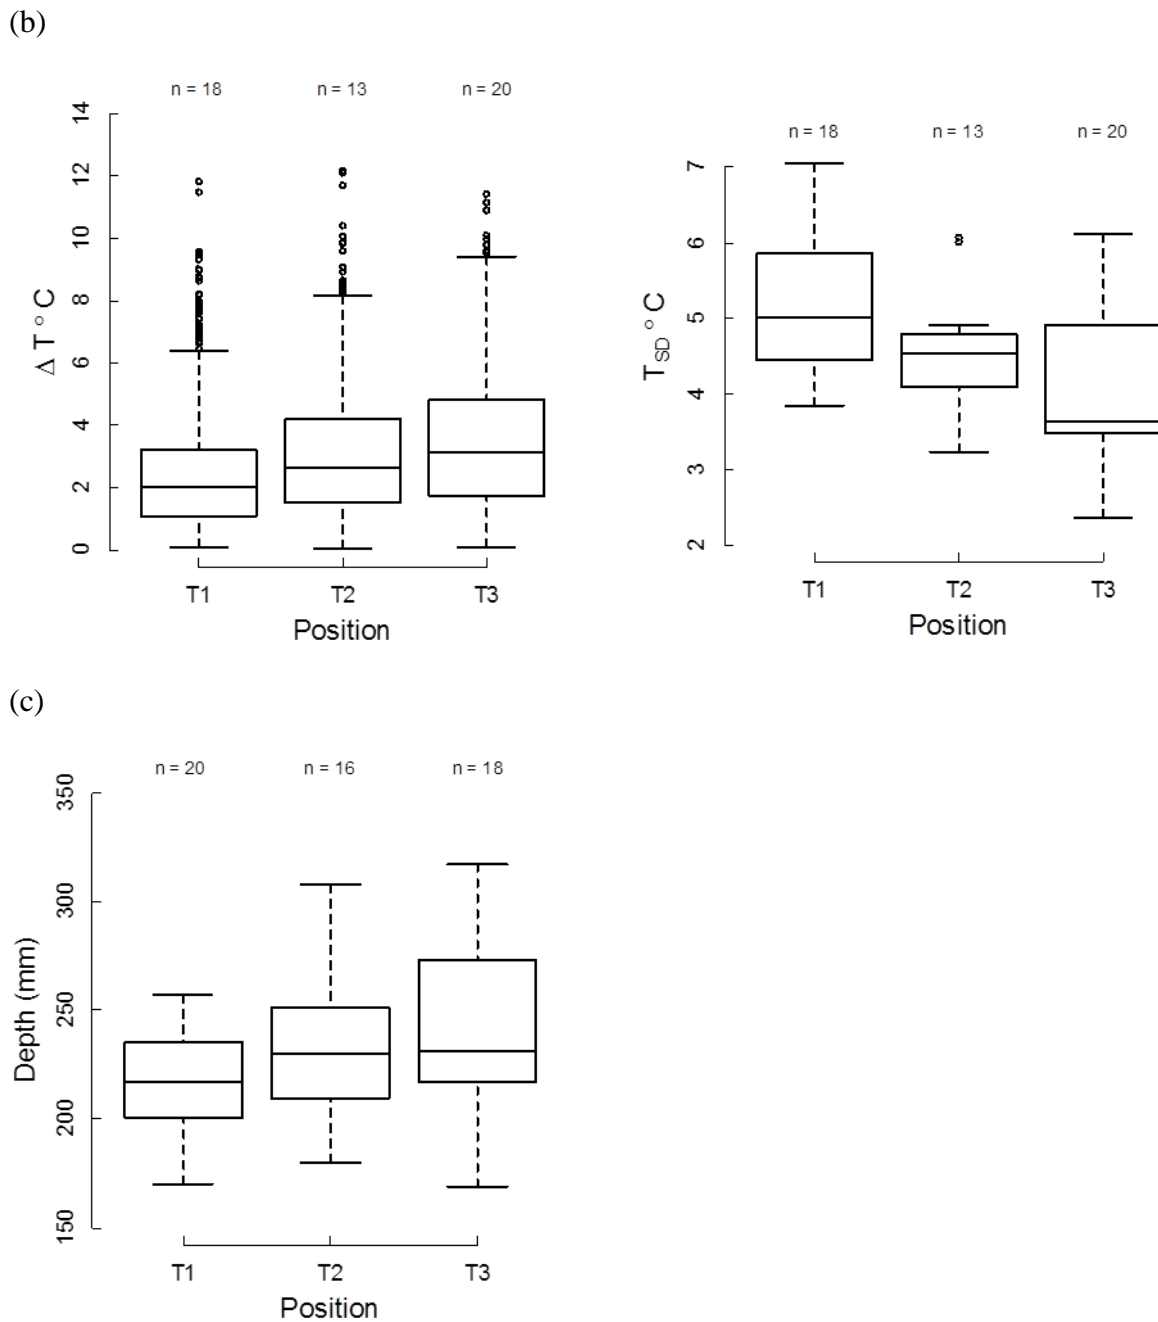 (b)
n = 18 n = 13 n = 20
14
12
10
8
6
4
2
0
Δ T ° C
T1 T2 T3
Position
n = 18 n = 13 n = 20
7
6
5
4
3
2
TSD ° C
T1 T2 T3
Position
(c)
n = 20 n = 16 n = 18
350
300
250
200
150
Depth (mm)
T1 T2 T3
Position